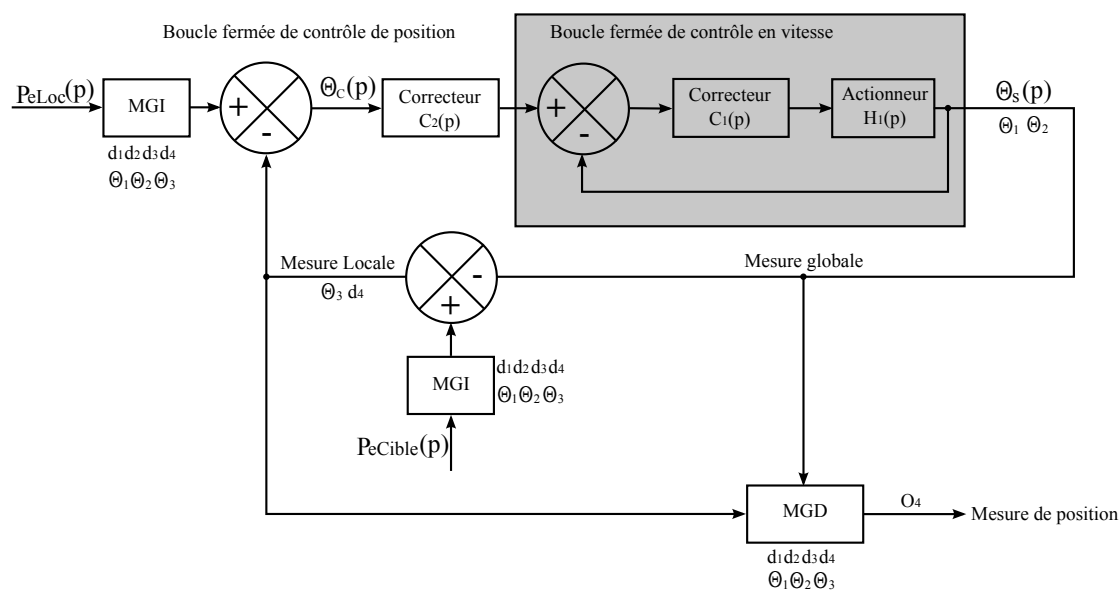 Boucle fermée de contrôle de position
Boucle fermée de contrôle en vitesse
PeLoc(p)
MGI
d1d2d3d4
Θ1Θ2Θ3
+
-
Θc(p)
Correcteur
C2(p)
+
-
Correcteur
C1(p)
Actionneur
H1(p)
Θs(p)
Θ1 Θ2
Mesure Locale
Θ3 d4
-
+
Mesure globale
MGI
d1d2d3d4
Θ1Θ2Θ3
PeCible(p)
MGD
O4
Mesure de position
d1d2d3d4
Θ1Θ2Θ3